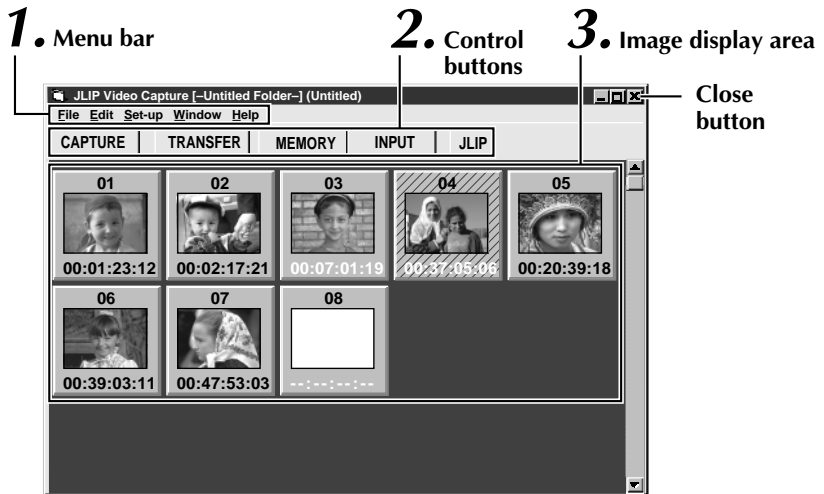 1. Menu bar
2. Control buttons
3. Image display area
JLIP Video Capture [–Untitled Folder–] (Untitled)
Close button
File Edit Set-up Window Help
CAPTURE TRANSFER MEMORY INPUT JLIP
01 02 03 04 05
00:01:23:12 00:02:17:21 00:07:01:19 00:37:05:06 00:20:39:18
06 07 08
00:39:03:11 00:47:53:03 --:--:--:--